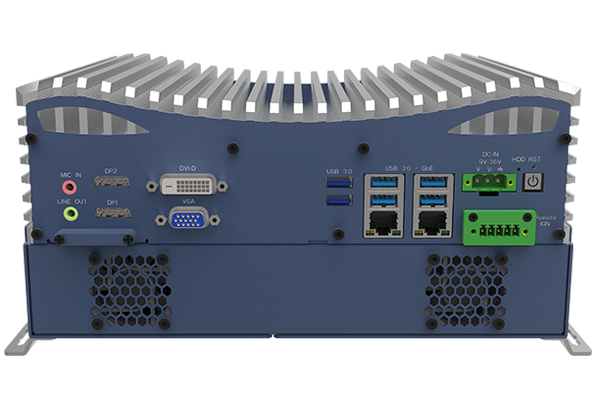 MIC IN
DP2
DVI-D
USB 3.0
USB 3.0 - GbE
DC-IN
9V-36V
HDD RST
LINE OUT
DP1
VGA
Remote
IGN